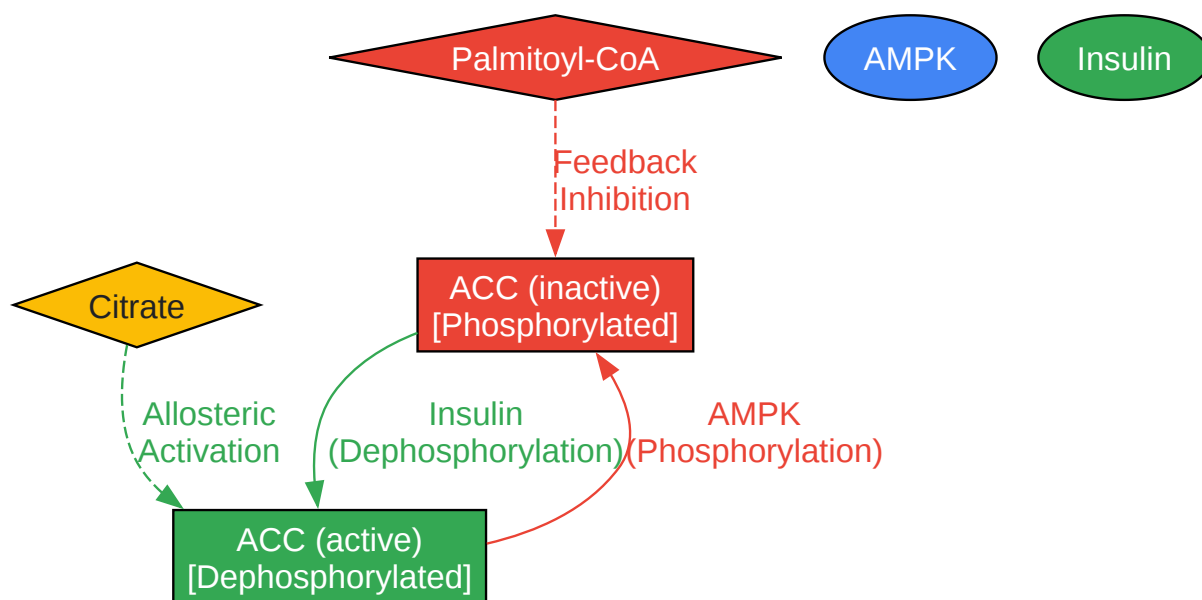 Palmitoyl-CoA
AMPK
Insulin
Feedback
Inhibition
ACC (inactive)
[Phosphorylated]
Citrate
Allosteric
Activation
Insulin
(Dephosphorylation)
AMPK
(Phosphorylation)
ACC (active)
[Dephosphorylated]